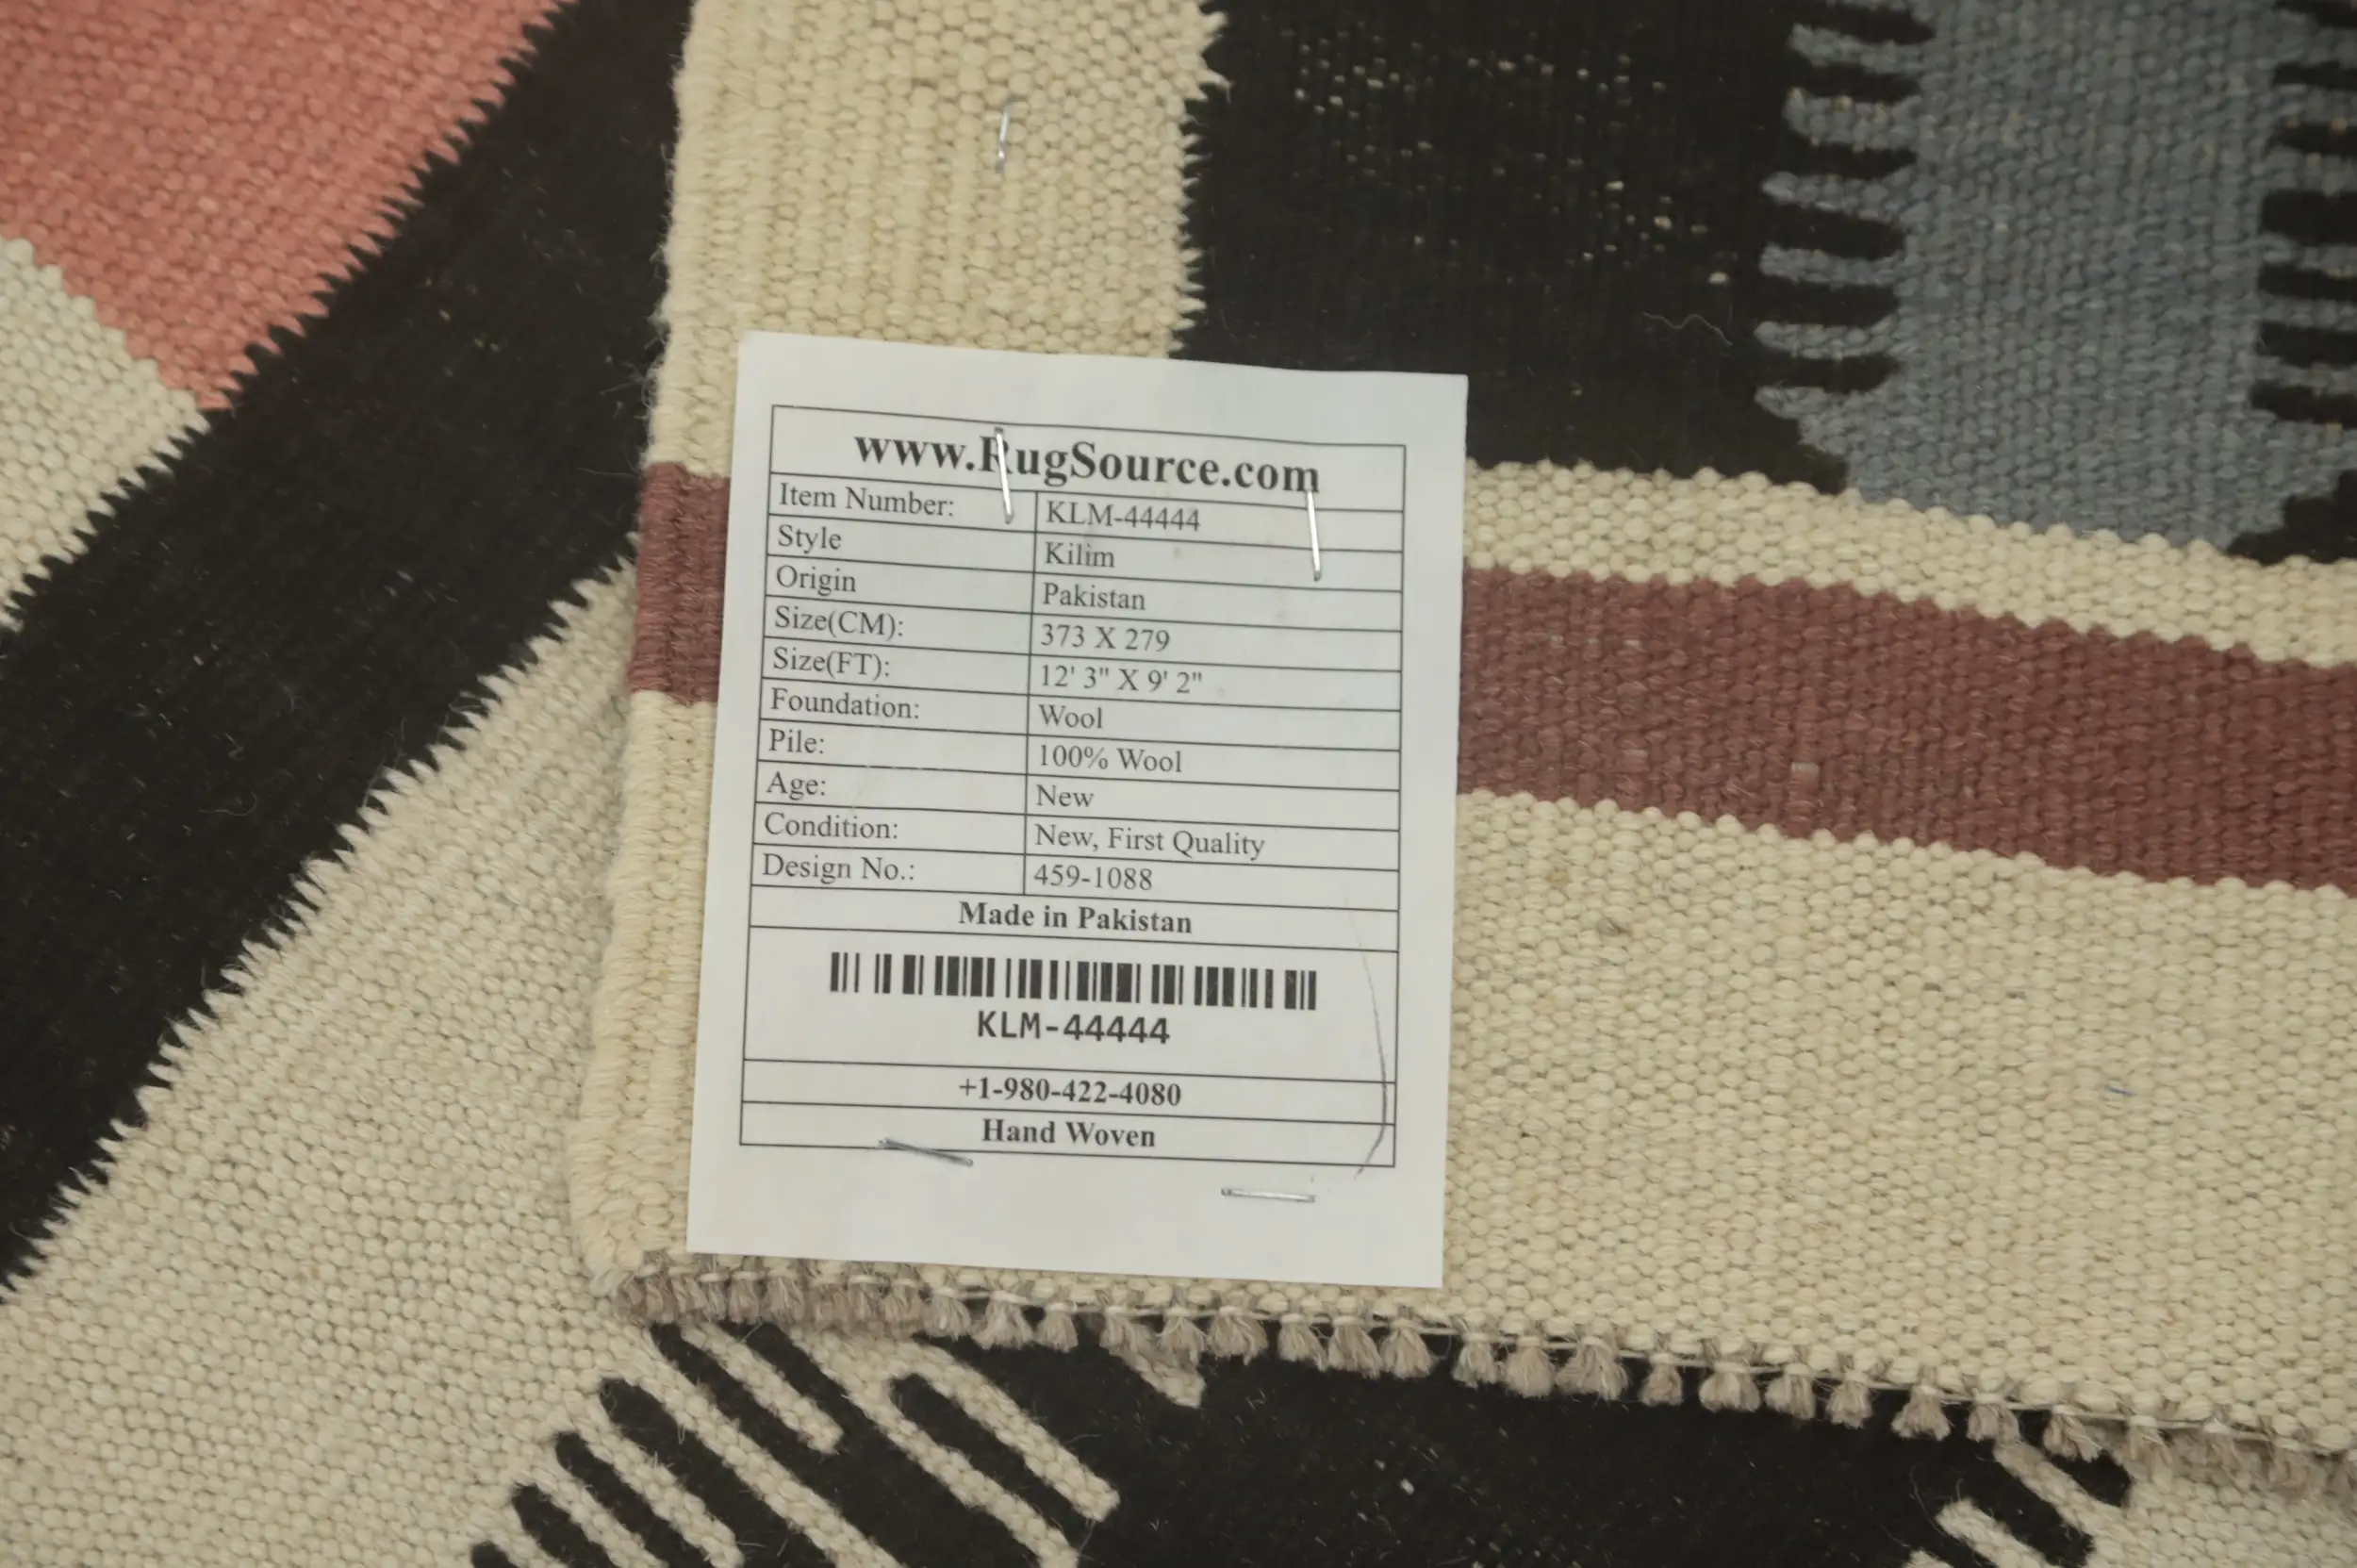 www.RugSource.com
Item Number: KLM-44444
Style Kilim
Origin Pakistan
Size(CM): 373 X 279
Size(FT): 12' 3" X 9' 2"
Foundation: Wool
Pile: 100% Wool
Age: New
Condition: New, First Quality
Design No.: 459-1088
Made in Pakistan
KLM-44444
+1-980-422-4080
Hand Woven